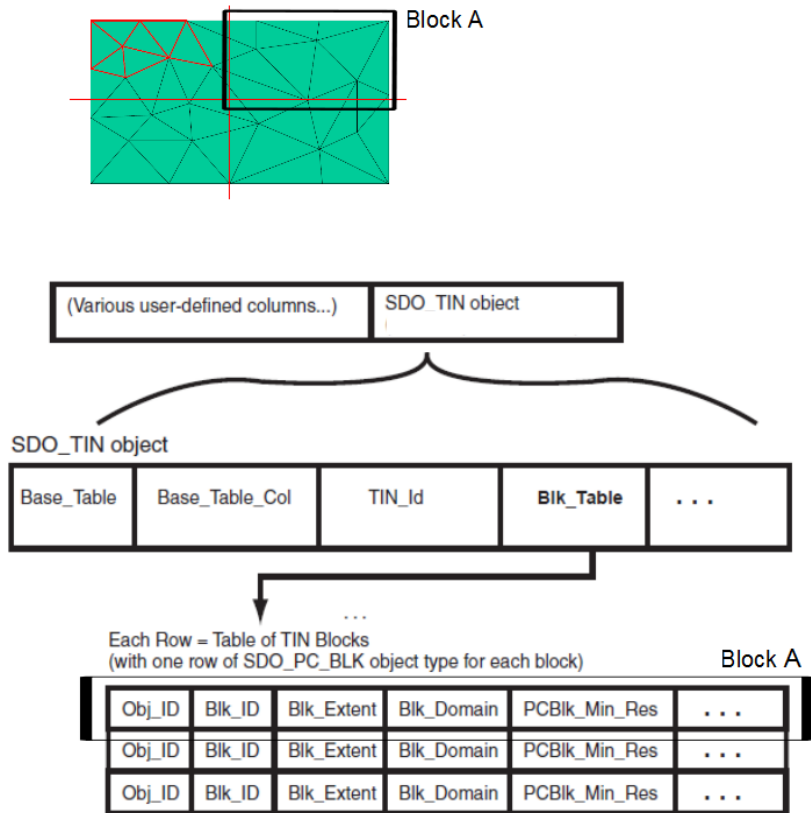 Block A
(Various user-defined columns...) SDO_TIN object
SDO_TIN object
Base_Table Base_Table_Col TIN_Id Blk_Table ...
...
Each Row = Table of TIN Blocks
(with one row of SDO_PC_BLK object type for each block) Block A
Obj_ID Blk_ID Blk_Extent Blk_Domain PCBlk_Min_Res ...
Obj_ID Blk_ID Blk_Extent Blk_Domain PCBlk_Min_Res ...
Obj_ID Blk_ID Blk_Extent Blk_Domain PCBlk_Min_Res ...